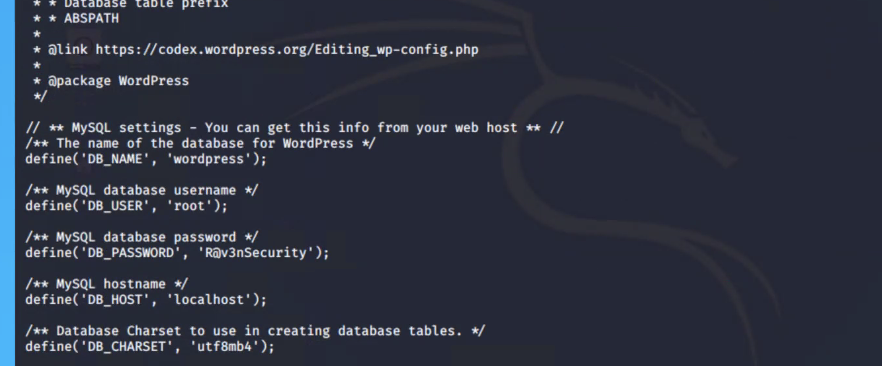 * * Database table prefix
* * ABSPATH
*
* @link https://codex.wordpress.org/Editing_wp-config.php
*
* @package WordPress
*/
// ** MySQL settings - You can get this info from your web host ** //
/** The name of the database for WordPress */
define('DB_NAME', 'wordpress');
/** MySQL database username */
define('DB_USER', 'root');
/** MySQL database password */
define('DB_PASSWORD', 'R@v3nSecurity');
/** MySQL hostname */
define('DB_HOST', 'localhost');
/** Database Charset to use in creating database tables. */
define('DB_CHARSET', 'utf8mb4');